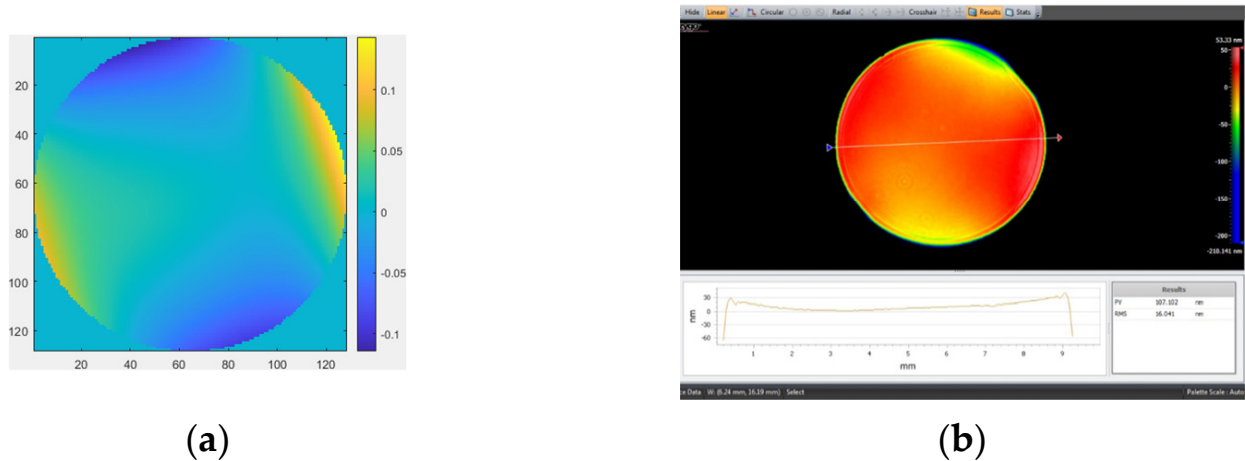 Hide Linear Circular Radial Crosshair Results Stats
20
40
60
80
100
120
20 40 60 80 100 120
0.1
0.05
0
-0.05
-0.1
53.33 nm
50
0
-50
-100
-150
-200
-210.141 nm
nm
30
0
-60
1 2 3 4 5 6 7 8 9
mm
Results
PV 107.102 nm
RMS 16.041 nm
ce Data W: (6.24 mm, 16.19 mm) Select
Palette Scale : Auto
(a)
(b)